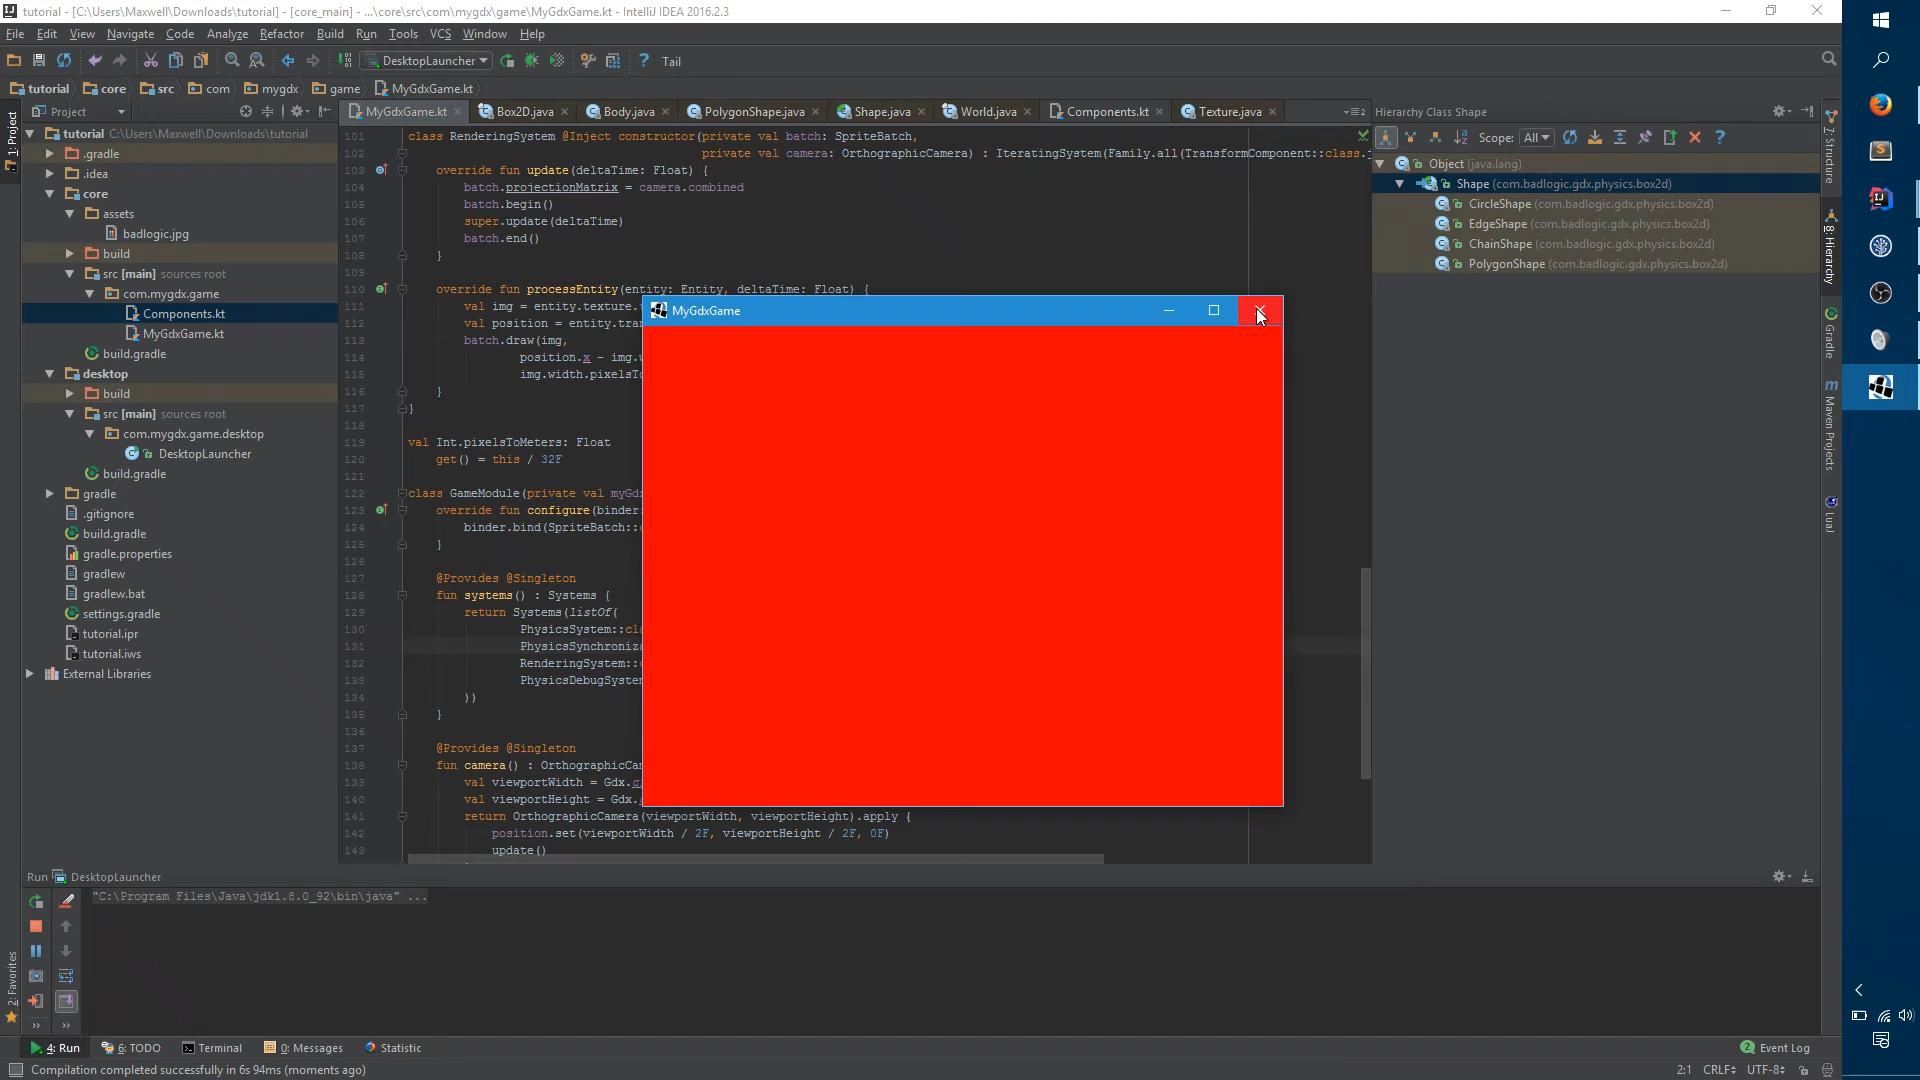 tutorial - [C:\Users\Maxwell\Downloads\tutorial] - [core_main] - ...\core\src\com\mygdx\game\MyGdxGame.kt - IntelliJ IDEA 2016.2.3
File Edit View Navigate Code Analyze Refactor Build Run Tools VCS Window Help
DesktopLauncher ? Tail
tutorial core src com mygdx game MyGdxGame.kt
Project MyGdxGame.kt Box2D.java Body.java PolygonShape.java Shape.java World.java Components.kt Texture.java Hierarchy Class Shape
1: Project
Z: Structure
8: Hierarchy
Gradle
Maven Projects
LuaJ
2: Favorites
tutorial C:\Users\Maxwell\Downloads\tutorial
.gradle
.idea
core
assets
badlogic.jpg
build
src [main] sources root
com.mygdx.game
Components.kt
MyGdxGame.kt
build.gradle
desktop
build
src [main] sources root
com.mygdx.game.desktop
DesktopLauncher
build.gradle
gradle
.gitignore
build.gradle
gradle.properties
gradlew
gradlew.bat
settings.gradle
tutorial.ipr
tutorial.iws
External Libraries
101 class RenderingSystem @Inject constructor(private val batch: SpriteBatch,
102 private val camera: OrthographicCamera) : IteratingSystem(Family.all(TransformComponent::class.j
103 override fun update(deltaTime: Float) {
104 batch.projectionMatrix = camera.combined
105 batch.begin()
106 super.update(deltaTime)
107 batch.end()
108 }
109
110 override fun processEntity(entity: Entity, deltaTime: Float) {
111 val img = entity.texture.
112 val position = entity.tra
113 batch.draw(img,
114 position.x - img.w
115 img.width.pixelsTo
116 }
117 }
118
119 val Int.pixelsToMeters: Float
120 get() = this / 32F
121
122 class GameModule(private val myGd
123 override fun configure(binder:
124 binder.bind(SpriteBatch::
125 }
126
127 @Provides @Singleton
128 fun systems() : Systems {
129 return Systems(listOf(
130 PhysicsSystem::cla
131 PhysicsSynchroniza
132 RenderingSystem::
133 PhysicsDebugSystem
134 ))
135 }
136
137 @Provides @Singleton
138 fun camera() : OrthographicCam
139 val viewportWidth = Gdx.g
140 val viewportHeight = Gdx.
141 return OrthographicCamera(viewportWidth, viewportHeight).apply {
142 position.set(viewportWidth / 2F, viewportHeight / 2F, 0F)
143 update()
MyGdxGame
Scope: All
Object (java.lang)
Shape (com.badlogic.gdx.physics.box2d)
CircleShape (com.badlogic.gdx.physics.box2d)
EdgeShape (com.badlogic.gdx.physics.box2d)
ChainShape (com.badlogic.gdx.physics.box2d)
PolygonShape (com.badlogic.gdx.physics.box2d)
Run DesktopLauncher
"C:\Program Files\Java\jdk1.8.0_92\bin\java" ...
4: Run 6: TODO Terminal 0: Messages Statistic 2 Event Log
Compilation completed successfully in 6s 94ms (moments ago) 2:1 CRLF UTF-8